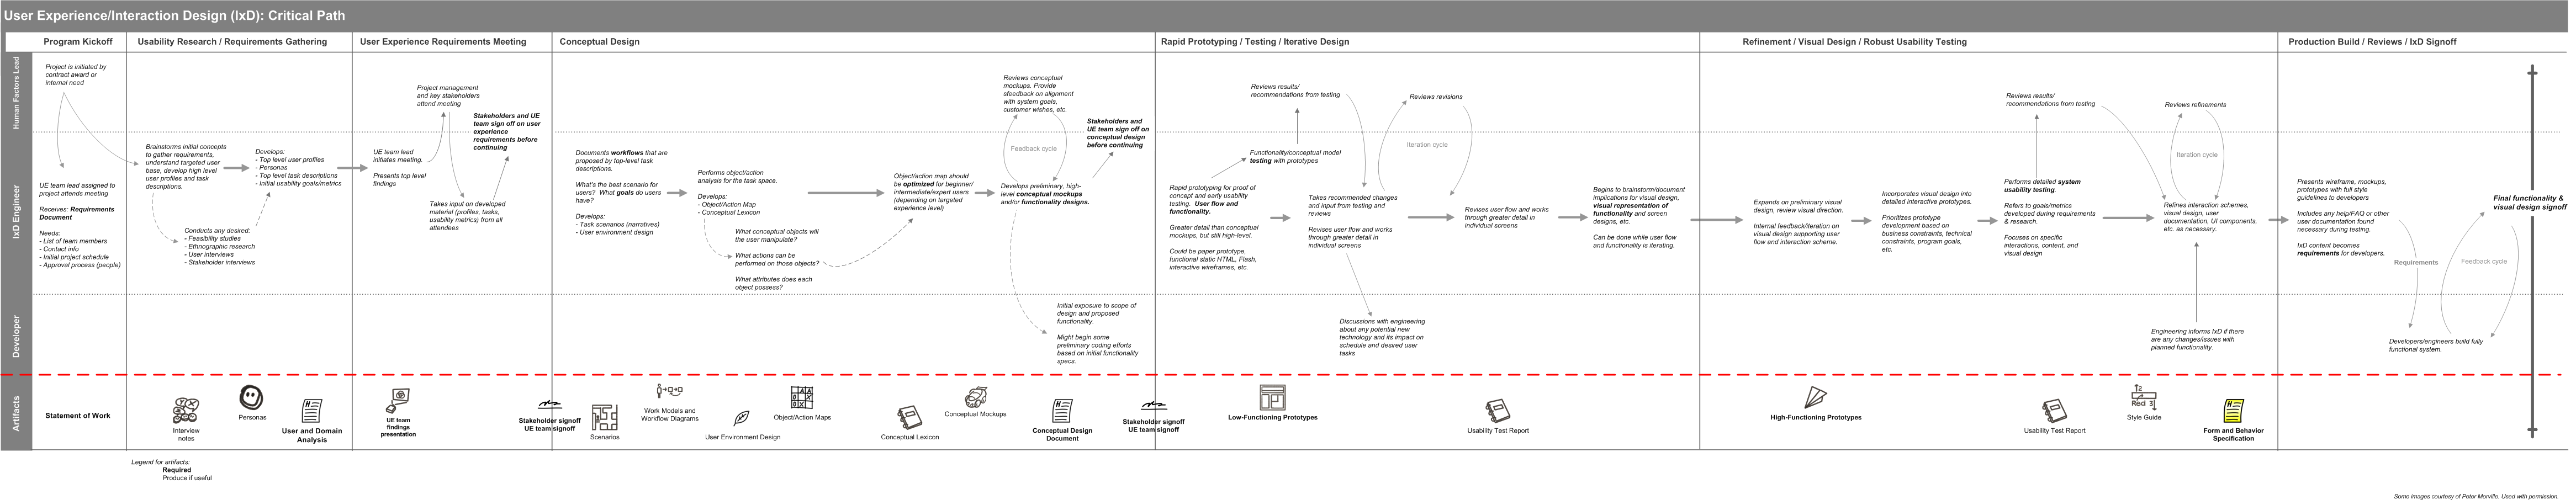 User Experience/Interaction Design (IxD): Critical Path
Program Kickoff
Usability Research / Requirements Gathering
User Experience Requirements Meeting
Conceptual Design
Rapid Prototyping / Testing / Iterative Design
Refinement / Visual Design / Robust Usability Testing
Production Build / Reviews / IxD Signoff
Human Factors Lead
IxD Engineer
Developer
Artifacts
Project is initiated by
contract award or
internal need
UE team lead assigned to
project attends meeting
Receives: Requirements
Document
Needs:
- List of team members
- Contact info
- Initial project schedule
- Approval process (people)
Brainstorms initial concepts
to gather requirements,
understand targeted user
base, develop high level
user profiles and task
descriptions.
Develops:
- Top level user profiles
- Personas
- Top level task descriptions
- Initial usability goals/metrics
Conducts any desired:
- Feasibility studies
- Ethnographic research
- User interviews
- Stakeholder interviews
Project management
and key stakeholders
attend meeting
Stakeholders and UE
team sign off on user
experience
requirements before
continuing
UE team lead
initiates meeting.
Presents top level
findings
Takes input on developed
material (profiles, tasks,
usability metrics) from all
attendees
Documents workflows that are
proposed by top-level task
descriptions.
What's the best scenario for
users? What goals do users
have?
Develops:
- Task scenarios (narratives)
- User environment design
Performs object/action
analysis for the task space.
Develops:
- Object/Action Map
- Conceptual Lexicon
What conceptual objects will
the user manipulate?
What actions can be
performed on those objects?
What attributes does each
object possess?
Object/action map should
be optimized for beginner/
intermediate/expert users
(depending on targeted
experience level)
Reviews conceptual
mockups. Provide
sfeedback on alignment
with system goals,
customer wishes, etc.
Feedback cycle
Develops preliminary, high-
level conceptual mockups
and/or functionality designs.
Stakeholders and
UE team sign off on
conceptual design
before continuing
Initial exposure to scope of
design and proposed
functionality.
Might begin some
preliminary coding efforts
based on initial functionality
specs.
Reviews results/
recommendations from testing
Functionality/conceptual model
testing with prototypes
Rapid prototyping for proof of
concept and early usability
testing. User flow and
functionality.
Greater detail than conceptual
mockups, but still high-level.
Could be paper prototype,
functional static HTML, Flash,
interactive wireframes, etc.
Takes recommended changes
and input from testing and
reviews
Revises user flow and works
through greater detail in
individual screens
Discussions with engineering
about any potential new
technology and its impact on
schedule and desired user
tasks
Reviews revisions
Iteration cycle
Revises user flow and works
through greater detail in
individual screens
Begins to brainstorm/document
implications for visual design,
visual representation of
functionality and screen
designs, etc.
Can be done while user flow
and functionality is iterating.
Expands on preliminary visual
design, review visual direction.
Internal feedback/iteration on
visual design supporting user
flow and interaction scheme.
Incorporates visual design into
detailed interactive prototypes.
Prioritizes prototype
development based on
business constraints, technical
constraints, program goals,
etc.
Reviews results/
recommendations from testing
Performs detailed system
usability testing.
Refers to goals/metrics
developed during requirements
& research.
Focuses on specific
interactions, content, and
visual design
Reviews refinements
Iteration cycle
Refines interaction schemes,
visual design, user
documentation, UI components,
etc. as necessary.
Engineering informs IxD if there
are any changes/issues with
planned functionality.
Presents wireframe, mockups,
prototypes with full style
guidelines to developers
Includes any help/FAQ or other
user documentation found
necessary during testing.
IxD content becomes
requirements for developers.
Requirements
Feedback cycle
Developers/engineers build fully
functional system.
Final functionality &
visual design signoff
Statement of Work
Interview
notes
Personas
User and Domain
Analysis
UE team
findings
presentation
Stakeholder signoff
UE team signoff
Scenarios
Work Models and
Workflow Diagrams
User Environment Design
Object/Action Maps
Conceptual Lexicon
Conceptual Mockups
Conceptual Design
Document
Stakeholder signoff
UE team signoff
Low-Functioning Prototypes
Usability Test Report
High-Functioning Prototypes
Usability Test Report
Red 3
Style Guide
Form and Behavior
Specification
Legend for artifacts:
Required
Produce if useful
Some images courtesy of Peter Morville. Used with permission.